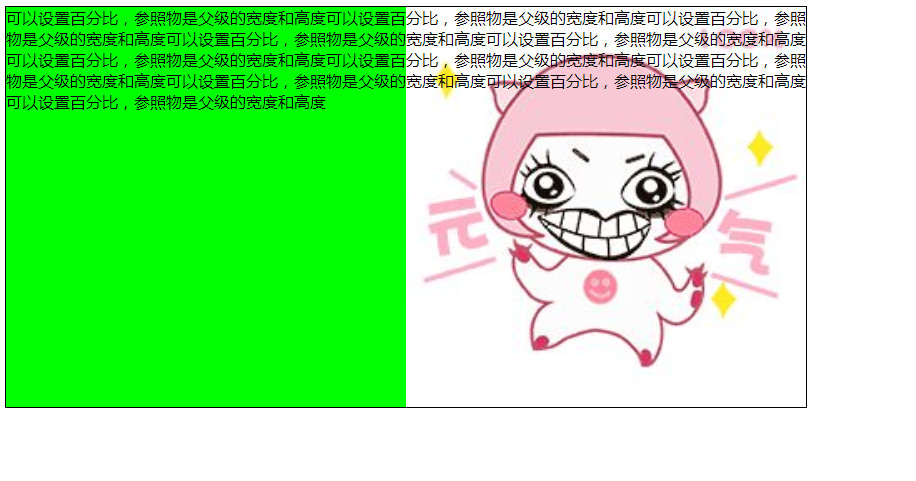 可以设置百分比，参照物是父级的宽度和高度可以设置百分比，参照物是父级的宽度和高度可以设置百分比，参照
物是父级的宽度和高度可以设置百分比，参照物是父级的宽度和高度可以设置百分比，参照物是父级的宽度和高度
可以设置百分比，参照物是父级的宽度和高度可以设置百分比，参照物是父级的宽度和高度可以设置百分比，参照
物是父级的宽度和高度可以设置百分比，参照物是父级的宽度和高度可以设置百分比，参照物是父级的宽度和高度
可以设置百分比，参照物是父级的宽度和高度
元
气